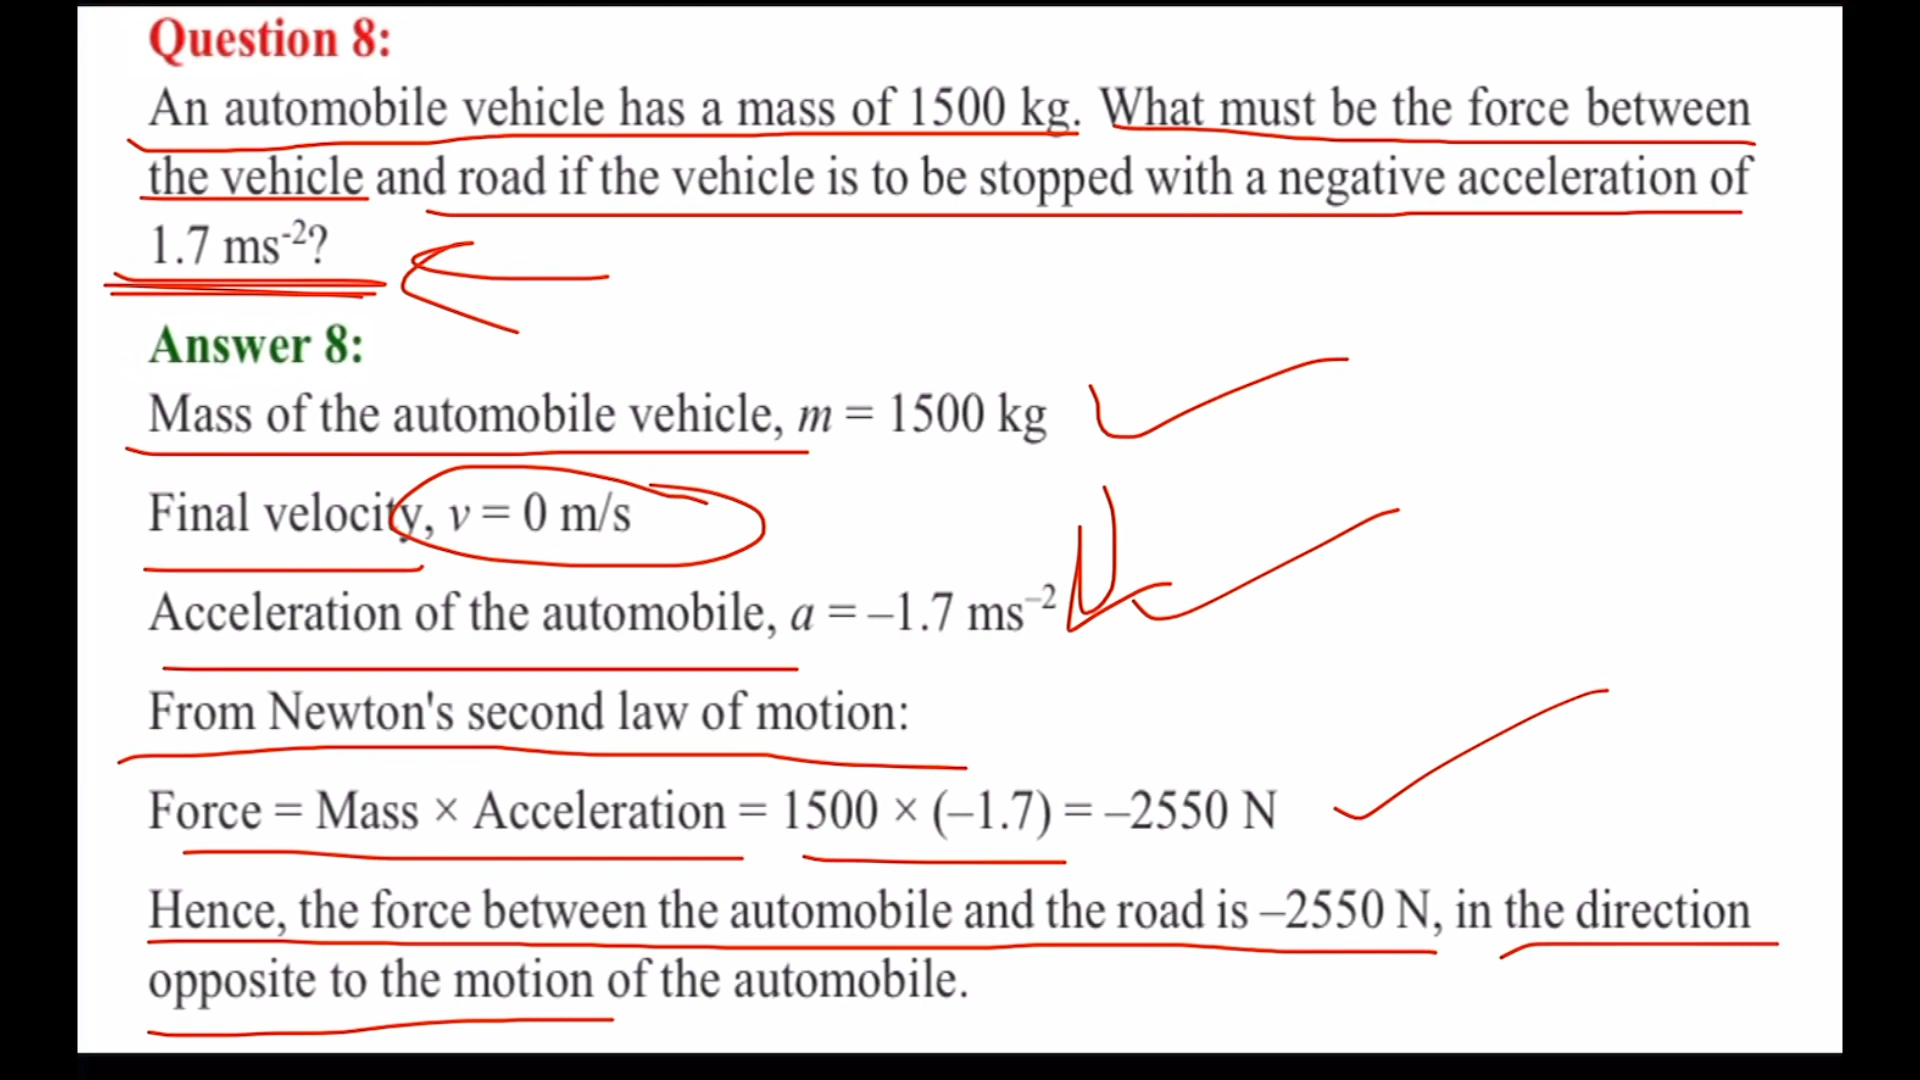 Question 8:
An automobile vehicle has a mass of 1500 kg. What must be the force between
the vehicle and road if the vehicle is to be stopped with a negative acceleration of
1.7 ms⁻²?
Answer 8:
Mass of the automobile vehicle, m = 1500 kg
Final velocity, v = 0 m/s
Acceleration of the automobile, a = –1.7 ms⁻²
From Newton's second law of motion:
Force = Mass × Acceleration = 1500 × (–1.7) = –2550 N
Hence, the force between the automobile and the road is –2550 N, in the direction
opposite to the motion of the automobile.